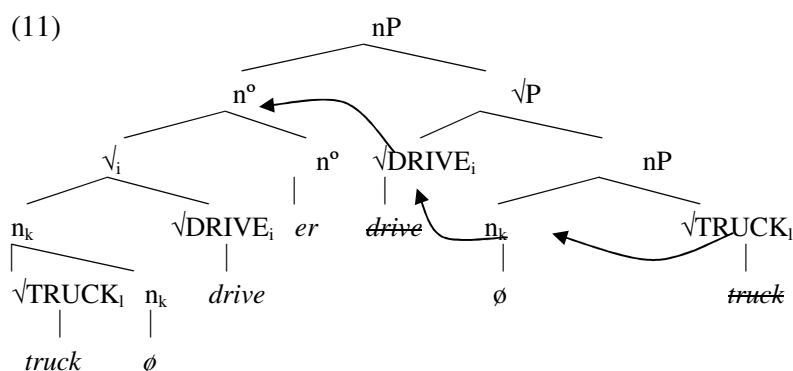 (11) nP
nº √P
√i nº √DRIVEi nP
nk √DRIVEi er drive nk √TRUCKl
√TRUCKl nk drive ø truck
truck ø